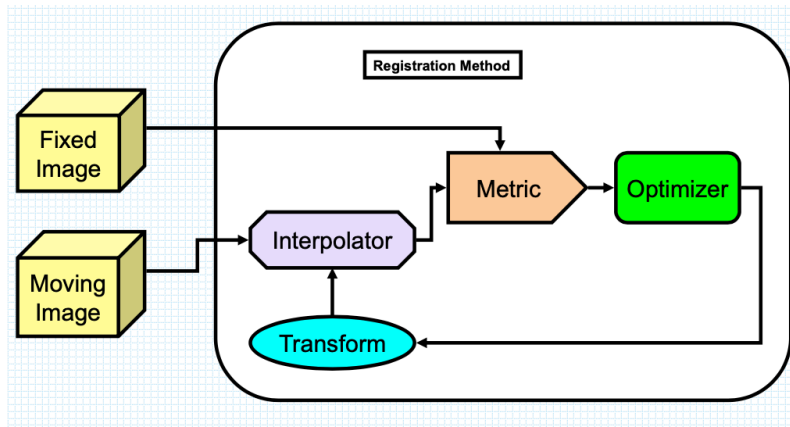 Registration Method
Fixed
Image
Metric
Optimizer
Interpolator
Moving
Image
Transform